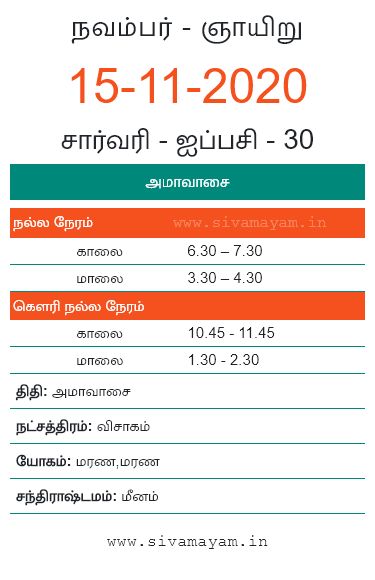 நவம்பர் - ஞாயிறு
15-11-2020
சார்வரி - ஐப்பசி - 30
அமாவாசை
நல்ல நேரம் www.sivamayam.in
காலை 6.30 – 7.30
மாலை 3.30 – 4.30
கௌரி நல்ல நேரம்
காலை 10.45 - 11.45
மாலை 1.30 - 2.30
திதி: அமாவாசை
நட்சத்திரம்: விசாகம்
யோகம்: மரண,மரண
சந்திராஷ்டமம்: மீனம்
www.sivamayam.in